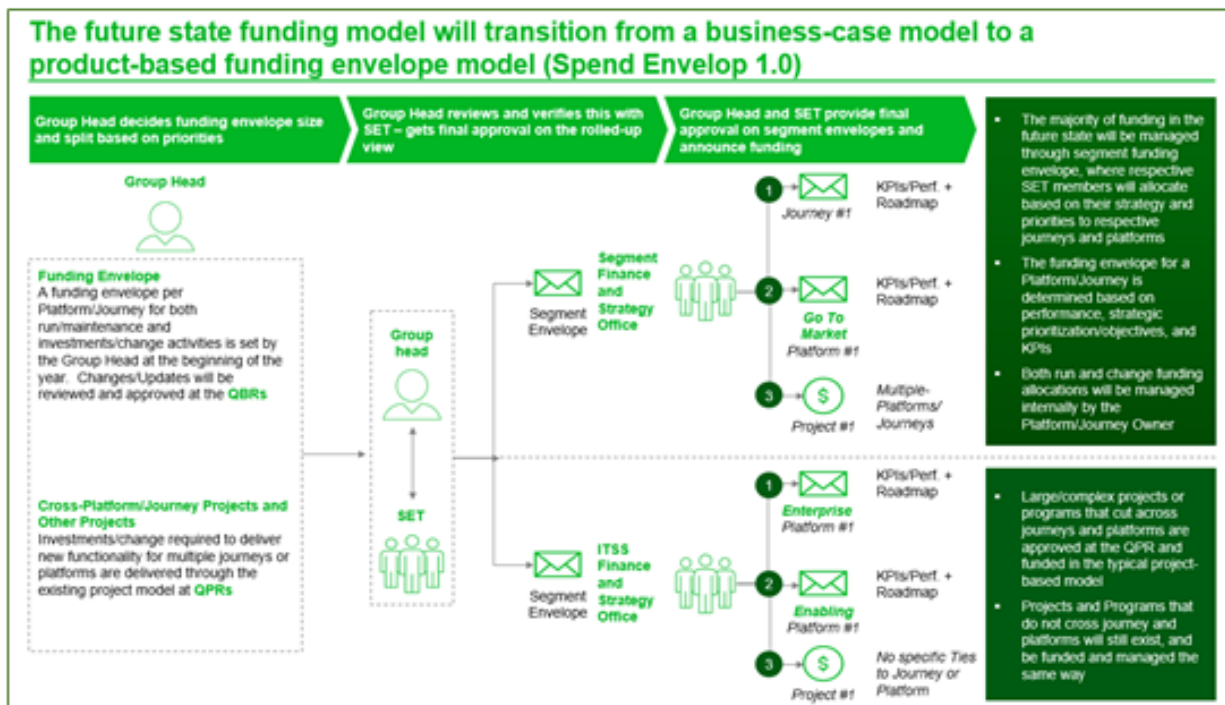 The future state funding model will transition from a business-case model to a
product-based funding envelope model (Spend Envelop 1.0)
Group Head decides funding envelope size
and split based on priorities
Group Head reviews and verifies this with
SET – gets final approval on the rolled-up
view
Group Head and SET provide final
approval on segment envelopes and
announce funding
Group Head
Funding Envelope
A funding envelope per
Platform/Journey for both
run/maintenance and
investments/change activities is set by
the Group Head at the beginning of the
year. Changes/Updates will be
reviewed and approved at the QBRs
Cross-Platform/Journey Projects and
Other Projects
Investments/change required to deliver
new functionality for multiple journeys or
platforms are delivered through the
existing project model at QPRs
Group
head
SET
Segment
Envelope
Segment
Finance
and
Strategy
Office
1
Journey #1
KPIs/Perf. +
Roadmap
2
Go To
Market
Platform #1
KPIs/Perf. +
Roadmap
3
$
Project #1
Multiple-
Platforms/
Journeys
Segment
Envelope
ITSS
Finance
and
Strategy
Office
1
Enterprise
Platform #1
KPIs/Perf. +
Roadmap
2
Enabling
Platform #1
KPIs/Perf. +
Roadmap
3
$
Project #1
No specific Ties
to Journey or
Platform
▪ The majority of funding in the
future state will be managed
through segment funding
envelope, where respective
SET members will allocate
based on their strategy and
priorities to respective
journeys and platforms
▪ The funding envelope for a
Platform/Journey is
determined based on
performance, strategic
prioritization/objectives, and
KPIs
▪ Both run and change funding
allocations will be managed
internally by the
Platform/Journey Owner
▪ Large/complex projects or
programs that cut across
journeys and platforms are
approved at the QPR and
funded in the typical project-
based model
▪ Projects and Programs that
do not cross journey and
platforms will still exist, and
be funded and managed the
same way